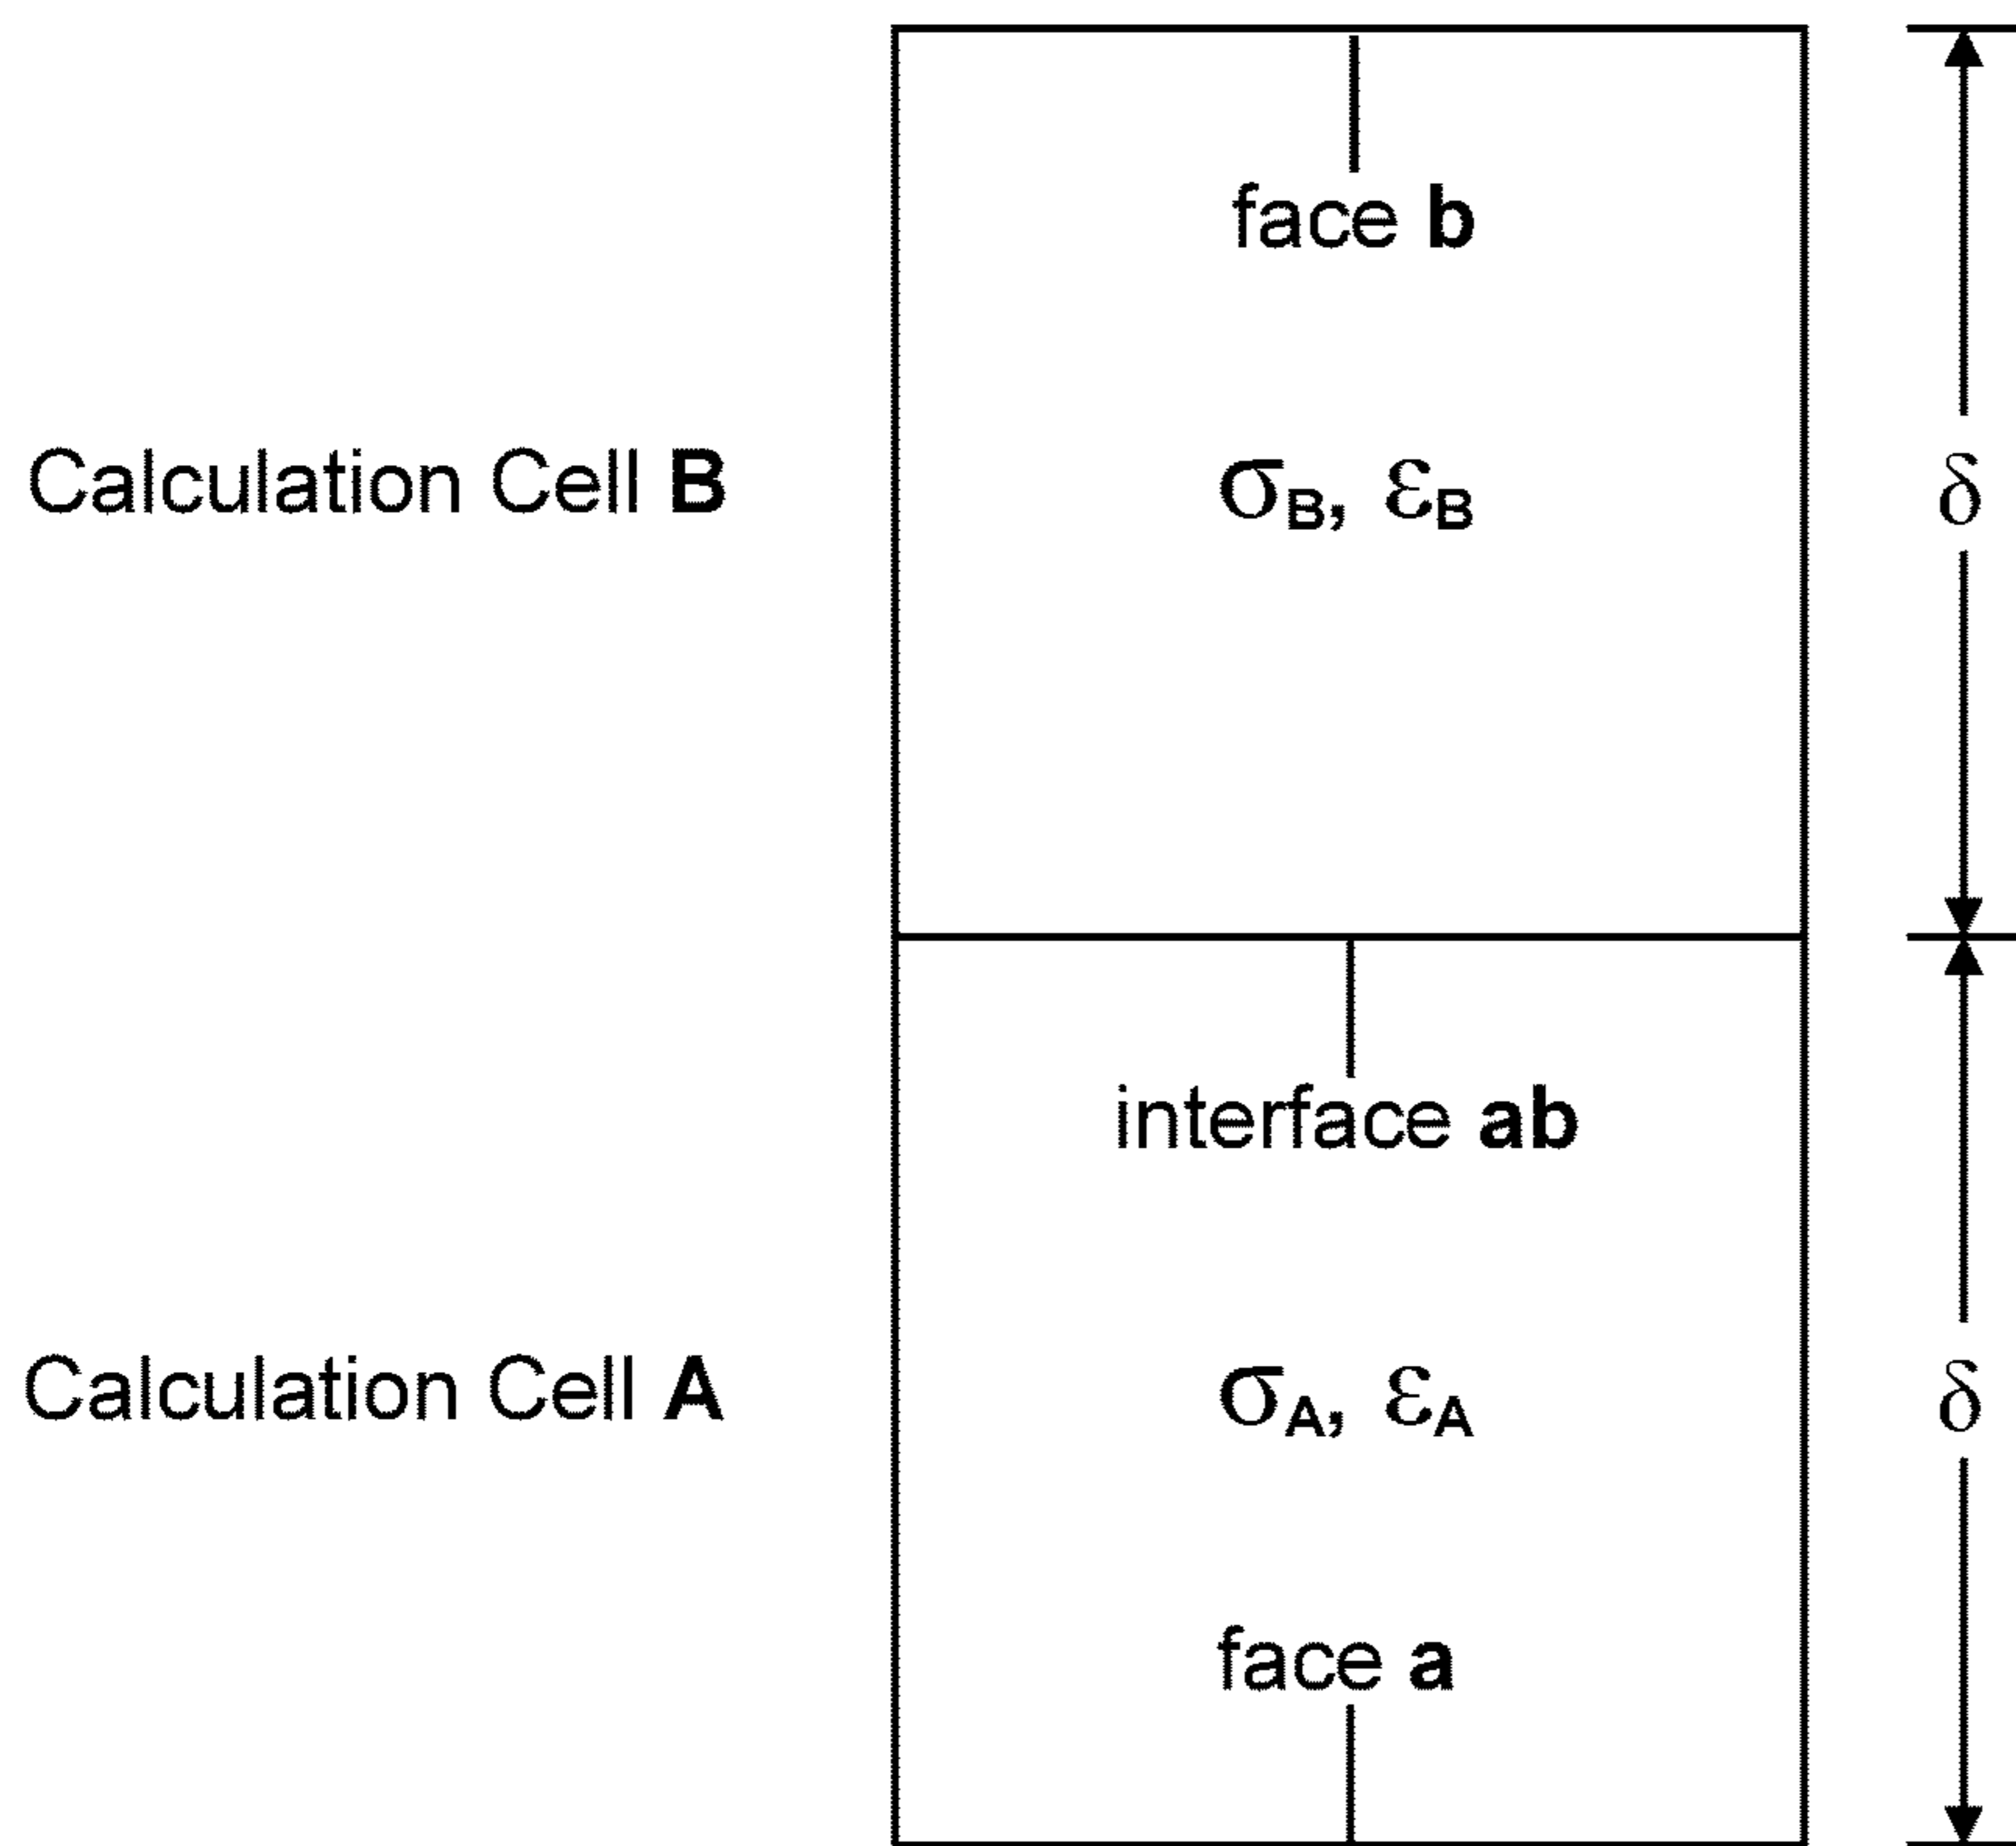 face b
Calculation Cell B
σB, εB
δ
interface ab
Calculation Cell A
σA, εA
δ
face a